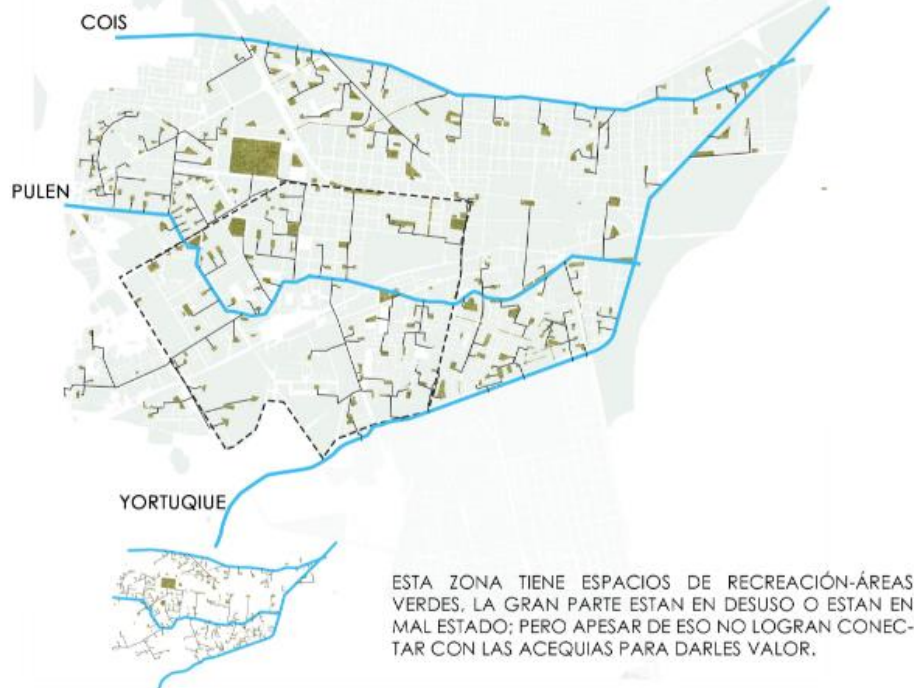 COIS
PULEN
YORTUQIUE
ESTA ZONA TIENE ESPACIOS DE RECREACIÓN-ÁREAS
VERDES, LA GRAN PARTE ESTAN EN DESUSO O ESTAN EN
MAL ESTADO; PERO APESAR DE ESO NO LOGRAN CONEC-
TAR CON LAS ACEQUIAS PARA DARLES VALOR.